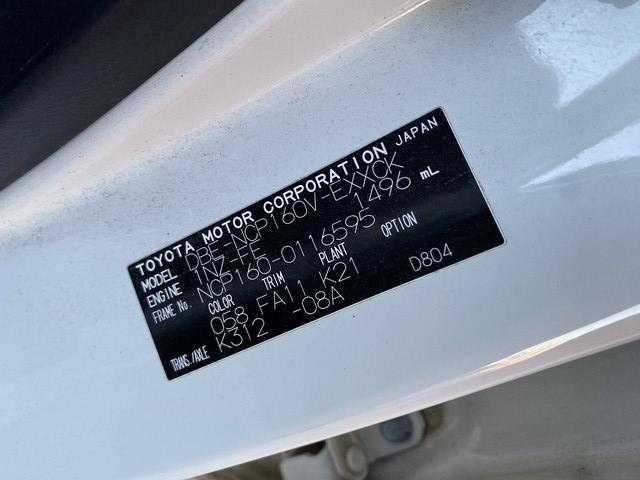 TOYOTA MOTOR CORPORATION JAPAN
MODEL DBE-NCP160V-EXXCK
ENGINE 1NZ-FE 1496 mL
FRAME No. NCP160-0116595
COLOR TRIM PLANT OPTION
058 FA11 K21 D804
TRANS./AXLE K312 -08A